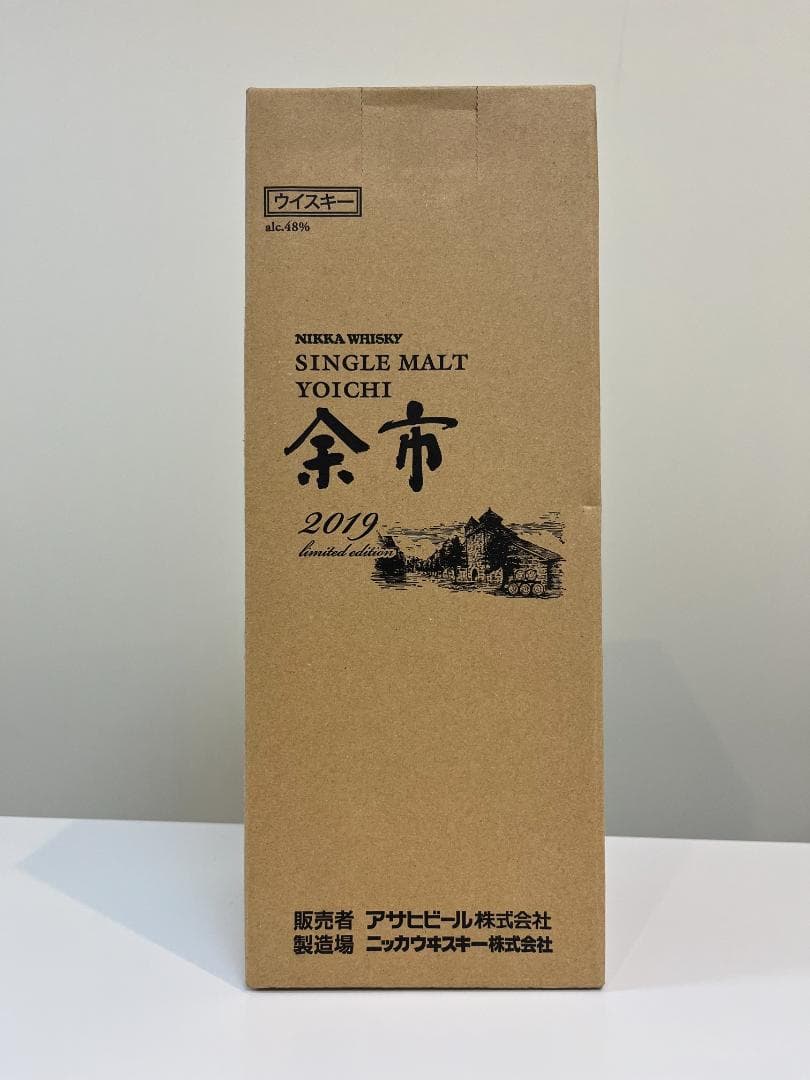 ウイスキー
alc.48%
NIKKA WHISKY
SINGLE MALT
YOICHI
余市
2019
limited edition
販売者 アサヒビール株式会社
製造場 ニッカウヰスキー株式会社